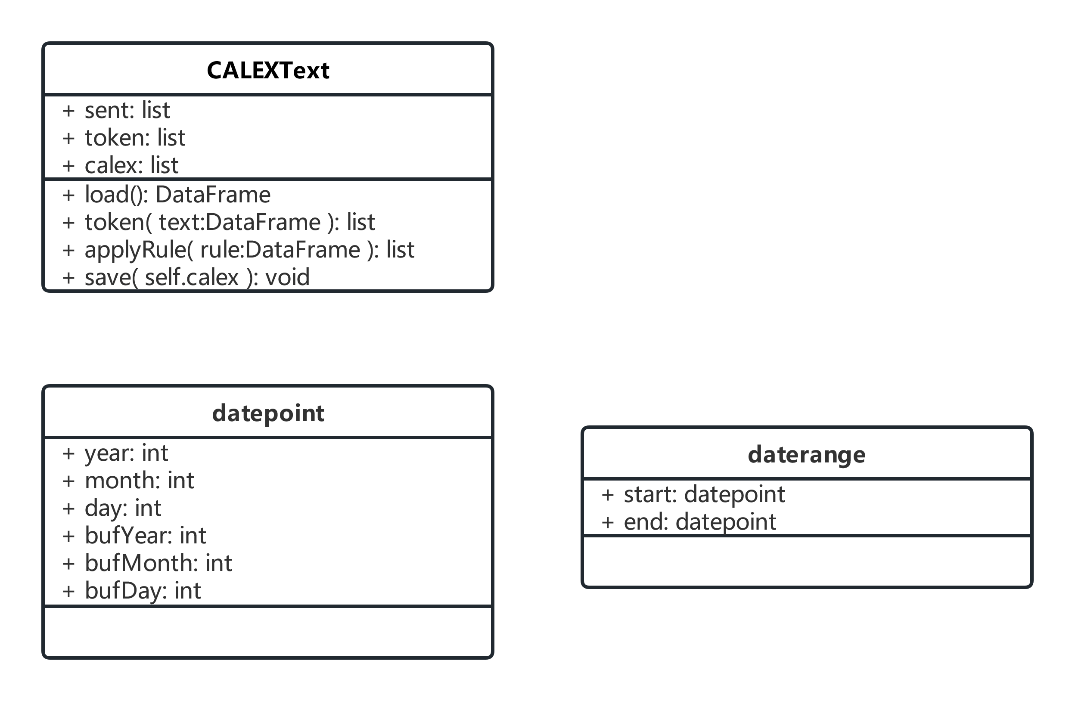 CALEXText
+ sent: list
+ token: list
+ calex: list
+ load(): DataFrame
+ token( text:DataFrame ): list
+ applyRule( rule:DataFrame ): list
+ save( self.calex ): void
datepoint
+ year: int
+ month: int
+ day: int
+ bufYear: int
+ bufMonth: int
+ bufDay: int
daterange
+ start: datepoint
+ end: datepoint